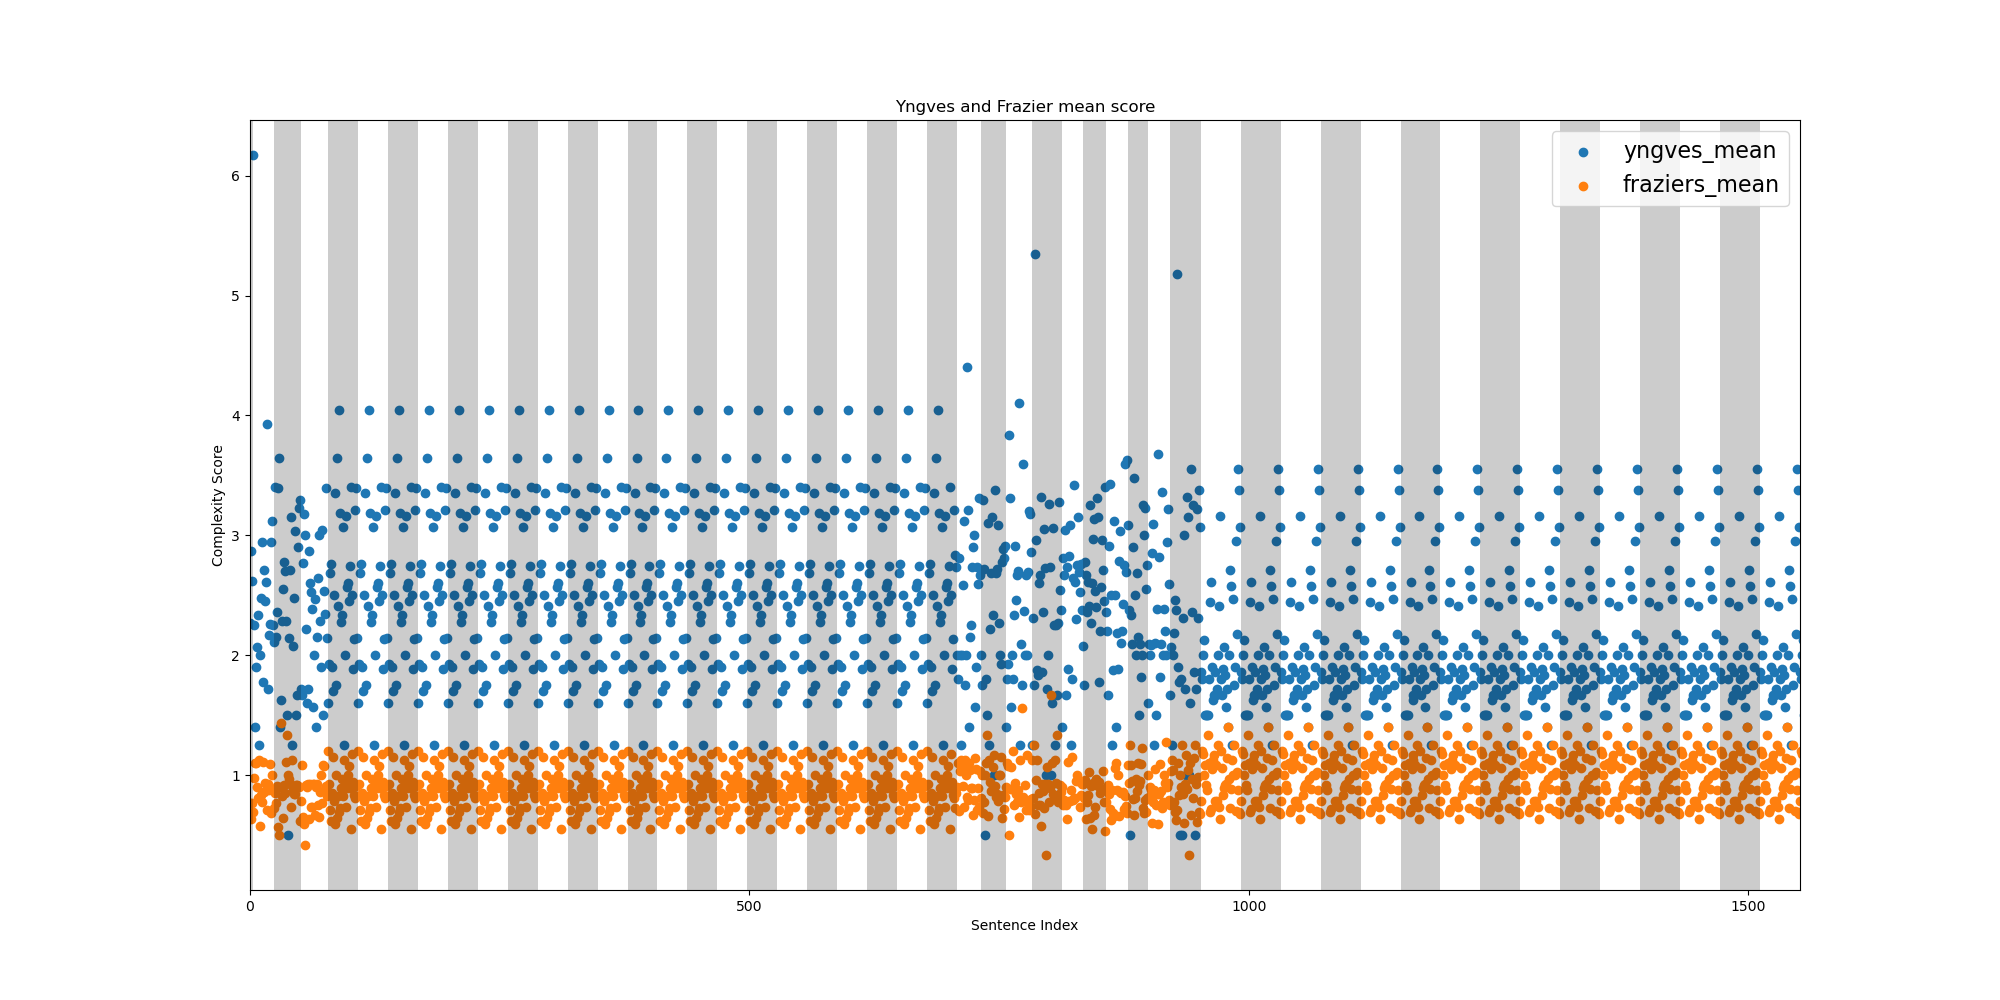 Yngves and Frazier mean score
yngves_mean
fraziers_mean
6
5
4
3
2
1
Complexity Score
0
500
1000
1500
Sentence Index